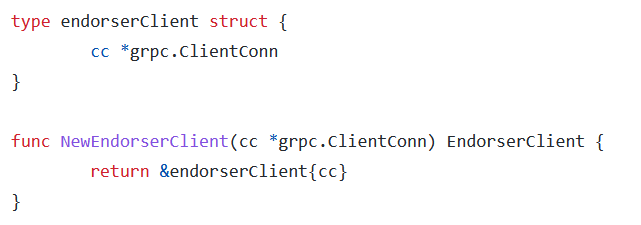 type endorserClient struct {
        cc *grpc.ClientConn
}
func NewEndorserClient(cc *grpc.ClientConn) EndorserClient {
        return &endorserClient{cc}
}